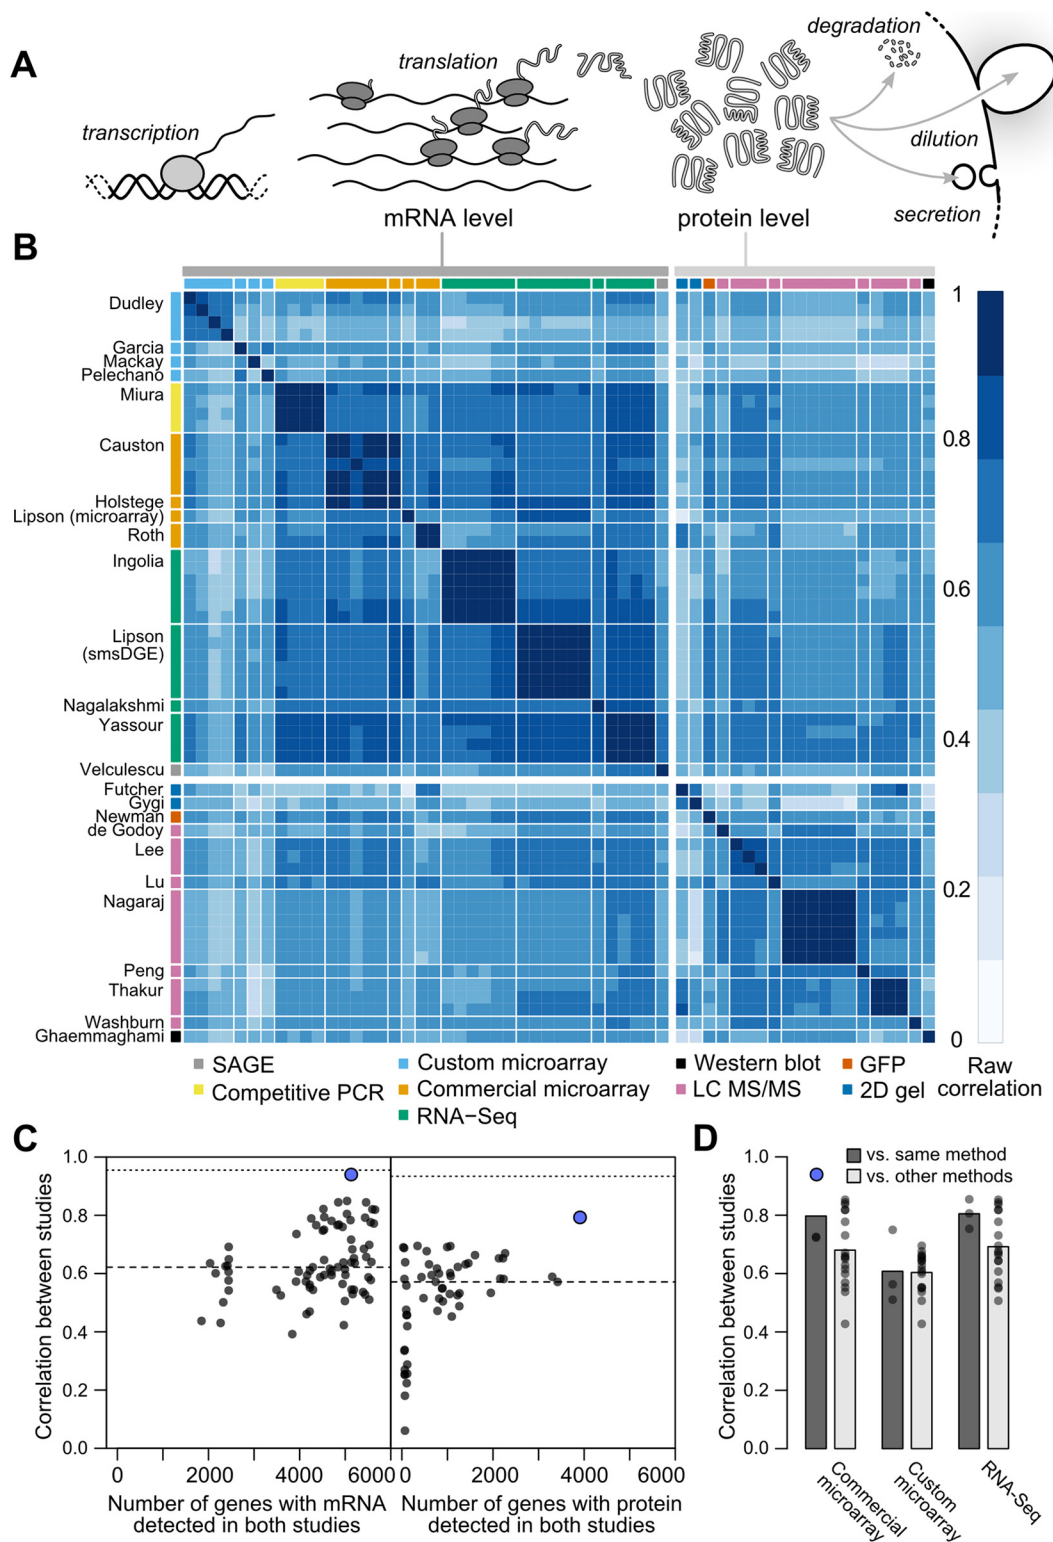 A
transcription
translation
degradation
dilution
secretion
mRNA level
protein level
B
Dudley
Garcia
Mackay
Pelechano
Miura
Causton
Holstege
Lipson (microarray)
Roth
Ingolia
Lipson
(smsDGE)
Nagalakshmi
Yassour
Velculescu
Futcher
Gygi
Newman
de Godoy
Lee
Lu
Nagaraj
Peng
Thakur
Washburn
Ghaemmaghami
1
0.8
0.6
0.4
0.2
0
Raw
correlation
SAGE
Competitive PCR
Custom microarray
Commercial microarray
RNA−Seq
Western blot
LC MS/MS
GFP
2D gel
C
Correlation between studies
1.0
0.8
0.6
0.4
0.2
0.0
0 2000 4000 6000
Number of genes with mRNA
detected in both studies
0 2000 4000 6000
Number of genes with protein
detected in both studies
D
vs. same method
vs. other methods
Correlation between studies
1.0
0.8
0.6
0.4
0.2
0.0
Commercial
microarray
Custom
microarray
RNA-Seq